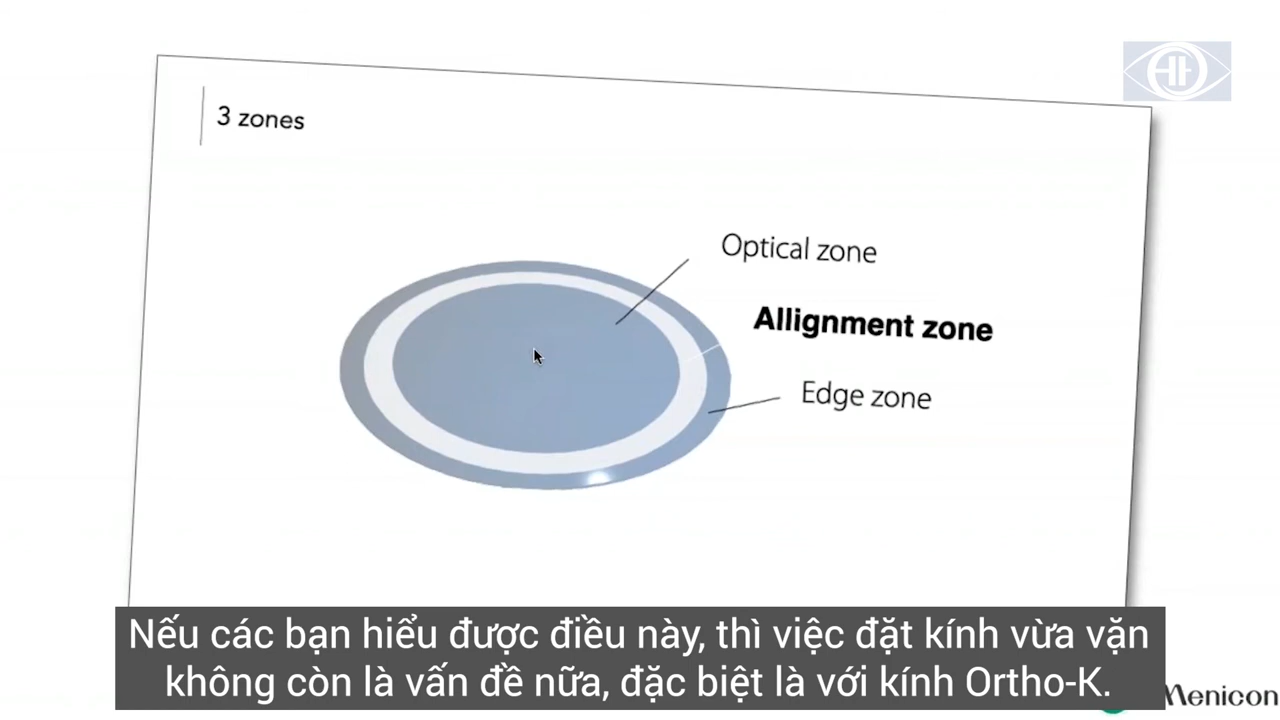 3 zones
Optical zone
Allignment zone
Edge zone
Nếu các bạn hiểu được điều này, thì việc đặt kính vừa vặn
không còn là vấn đề nữa, đặc biệt là với kính Ortho-K.
Menicon